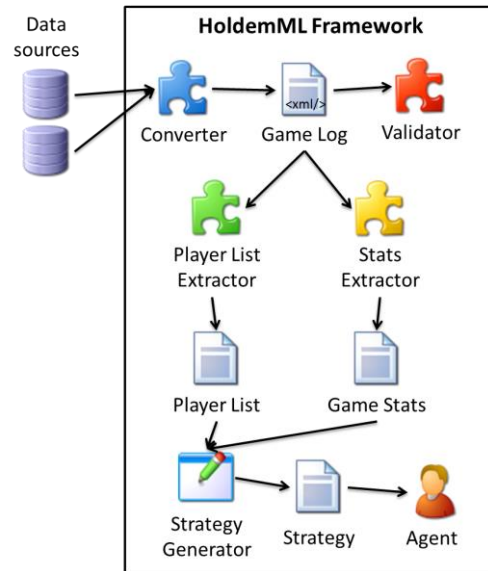 Data
sources
HoldemML Framework
<xml/>
Converter
Game Log
Validator
Player List
Extractor
Stats
Extractor
Player List
Game Stats
Strategy
Generator
Strategy
Agent